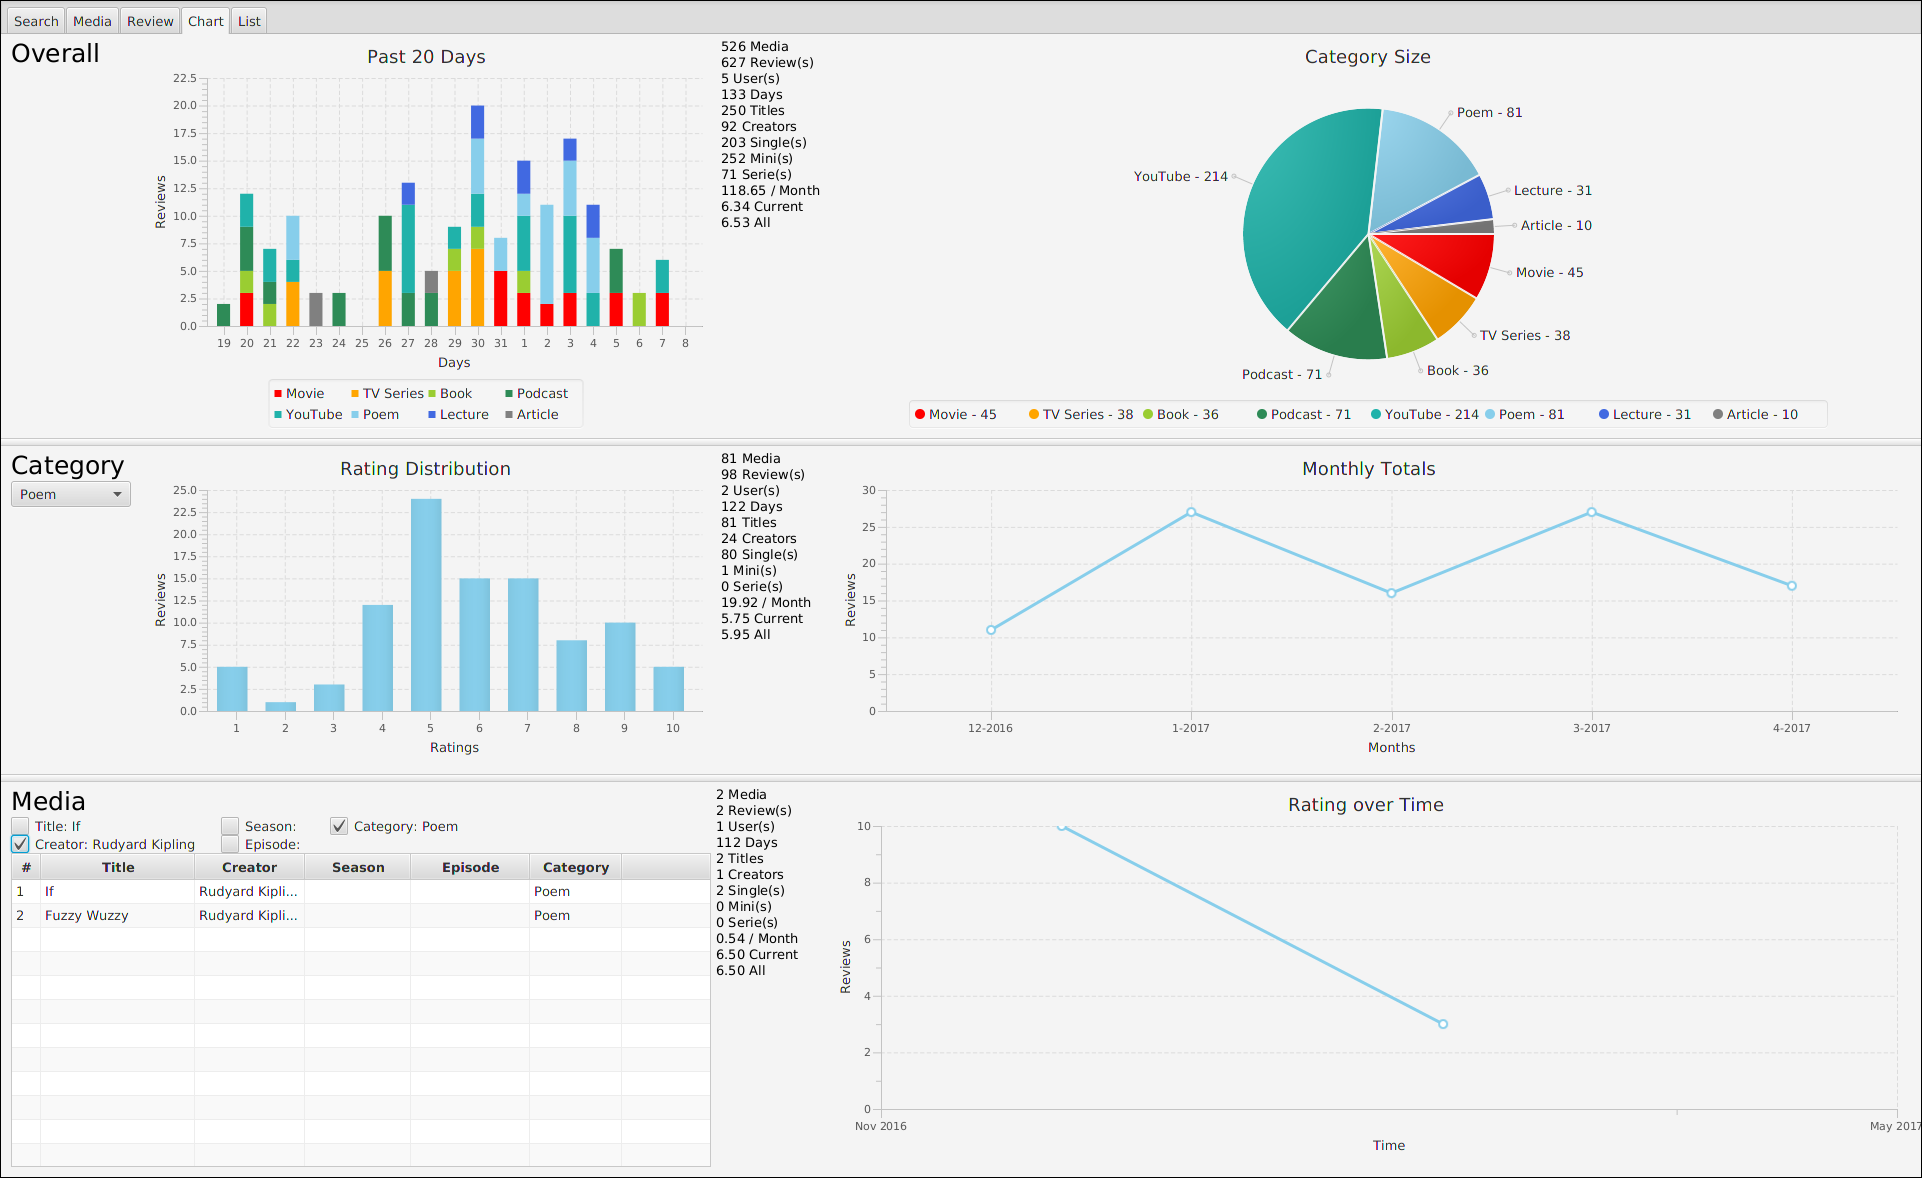 Search Media Review Chart List
Overall
Past 20 Days
22.5
20.0
17.5
15.0
12.5
10.0
7.5
5.0
2.5
0.0
Reviews
19 20 21 22 23 24 25 26 27 28 29 30 31 1 2 3 4 5 6 7 8
Days
Movie TV Series Book Podcast
YouTube Poem Lecture Article
526 Media
627 Review(s)
5 User(s)
133 Days
250 Titles
92 Creators
203 Single(s)
252 Mini(s)
71 Serie(s)
118.65 / Month
6.34 Current
6.53 All
Category Size
Poem - 81
YouTube - 214
Lecture - 31
Article - 10
Movie - 45
TV Series - 38
Book - 36
Podcast - 71
Movie - 45 TV Series - 38 Book - 36 Podcast - 71 YouTube - 214 Poem - 81 Lecture - 31 Article - 10
Category
Poem
Rating Distribution
25.0
22.5
20.0
17.5
15.0
12.5
10.0
7.5
5.0
2.5
0.0
Reviews
1 2 3 4 5 6 7 8 9 10
Ratings
81 Media
98 Review(s)
2 User(s)
122 Days
81 Titles
24 Creators
80 Single(s)
1 Mini(s)
0 Serie(s)
19.92 / Month
5.75 Current
5.95 All
Monthly Totals
30
25
20
15
10
5
0
Reviews
12-2016 1-2017 2-2017 3-2017 4-2017
Months
Media
Title: If Season: Category: Poem
Creator: Rudyard Kipling Episode:
# Title Creator Season Episode Category
1 If Rudyard Kipli... Poem
2 Fuzzy Wuzzy Rudyard Kipli... Poem
2 Media
2 Review(s)
1 User(s)
112 Days
2 Titles
1 Creators
2 Single(s)
0 Mini(s)
0 Serie(s)
0.54 / Month
6.50 Current
6.50 All
Rating over Time
10
8
6
4
2
0
Reviews
Nov 2016 May 2017
Time